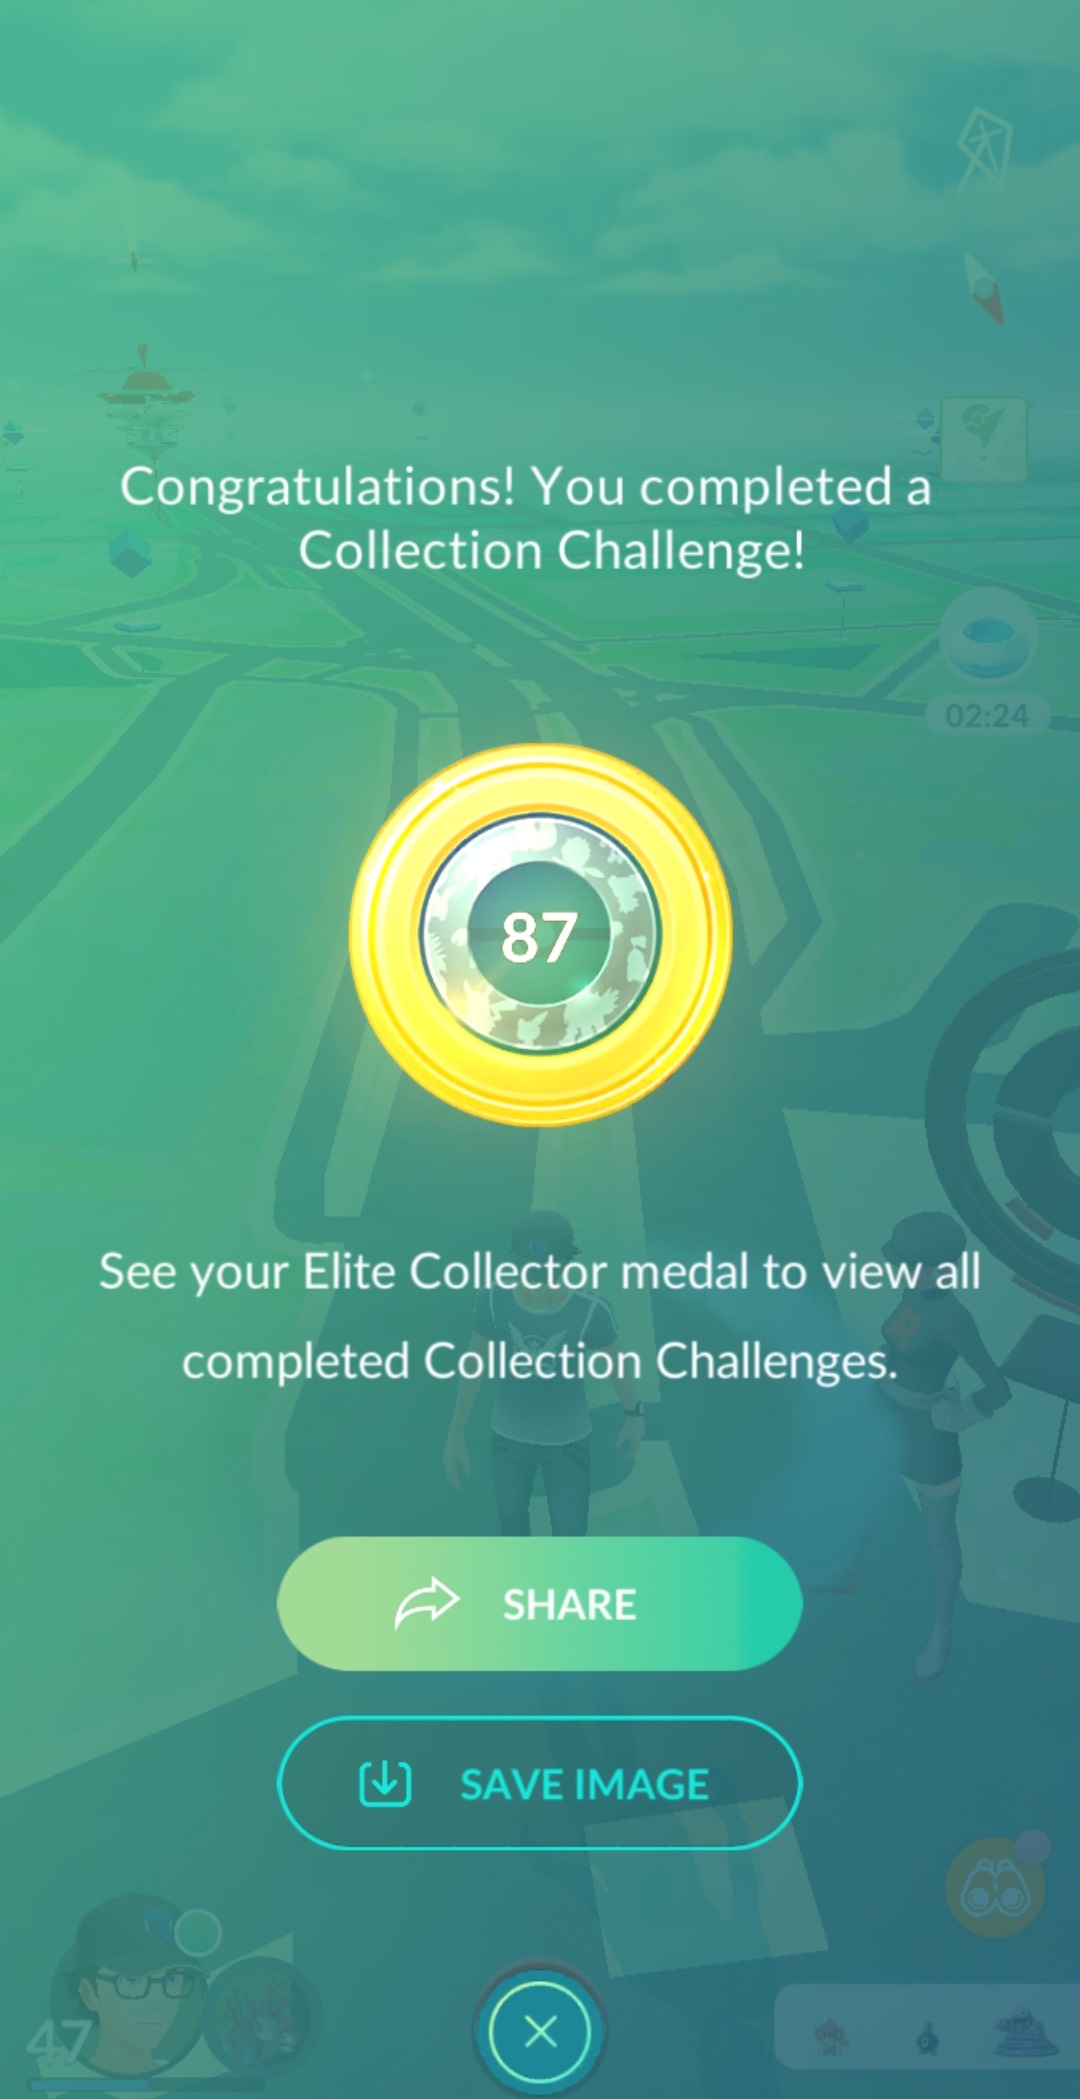 Congratulations! You completed a
Collection Challenge!
02:24
87
See your Elite Collector medal to view all
completed Collection Challenges.
R
SHARE
SAVE IMAGE
47